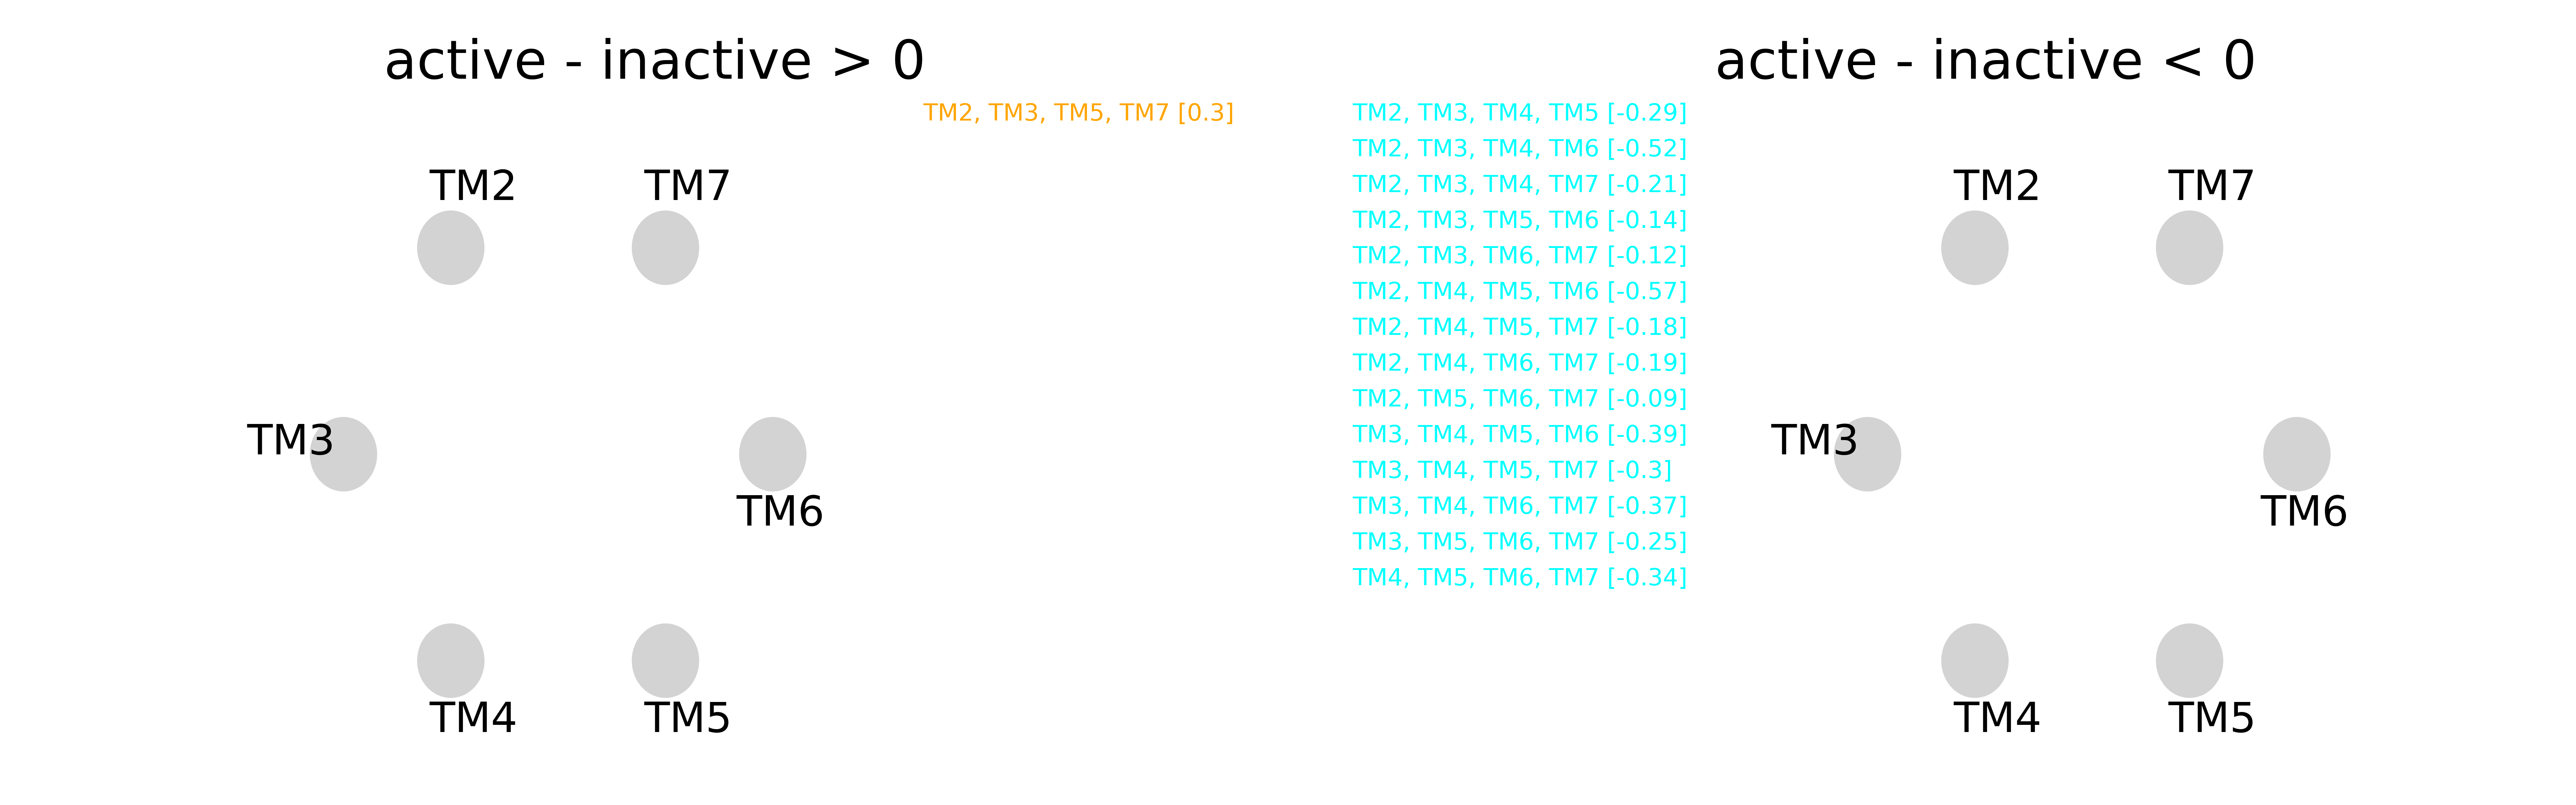 active - inactive > 0
TM2, TM3, TM5, TM7 [0.3]
TM2
TM7
TM3
TM6
TM4
TM5
active - inactive < 0
TM2, TM3, TM4, TM5 [-0.29]
TM2, TM3, TM4, TM6 [-0.52]
TM2, TM3, TM4, TM7 [-0.21]
TM2, TM3, TM5, TM6 [-0.14]
TM2, TM3, TM6, TM7 [-0.12]
TM2, TM4, TM5, TM6 [-0.57]
TM2, TM4, TM5, TM7 [-0.18]
TM2, TM4, TM6, TM7 [-0.19]
TM2, TM5, TM6, TM7 [-0.09]
TM3, TM4, TM5, TM6 [-0.39]
TM3, TM4, TM5, TM7 [-0.3]
TM3, TM4, TM6, TM7 [-0.37]
TM3, TM5, TM6, TM7 [-0.25]
TM4, TM5, TM6, TM7 [-0.34]
TM2
TM7
TM3
TM6
TM4
TM5